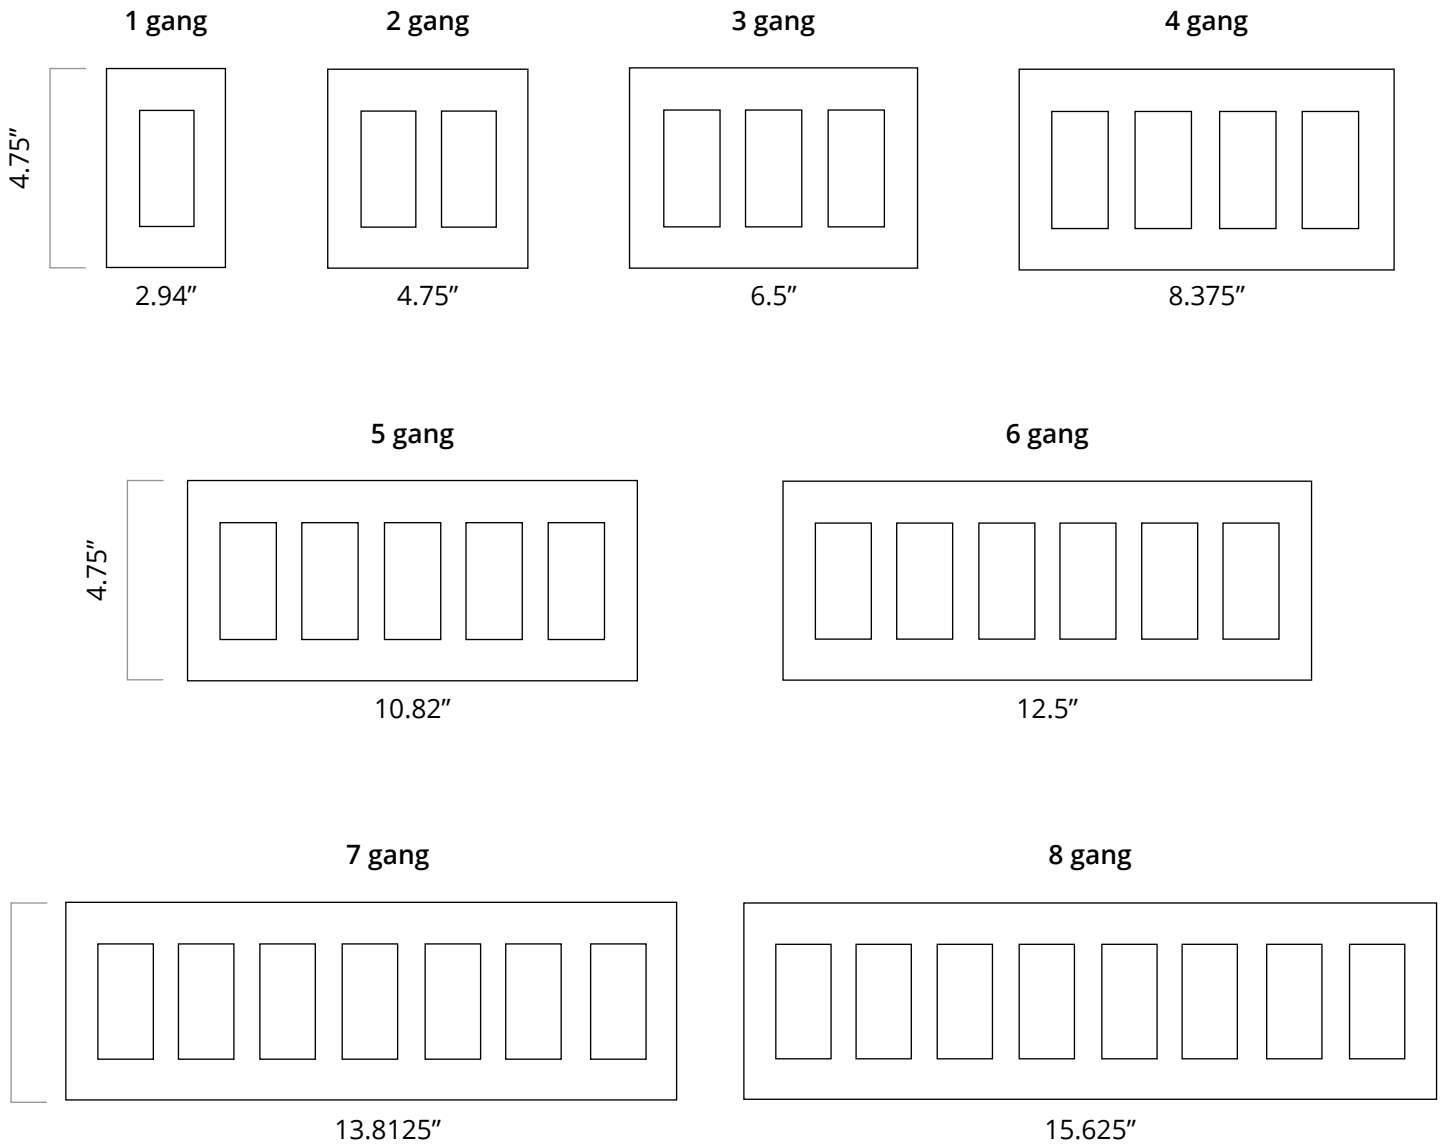 1 gang
2 gang
3 gang
4 gang
4.75”
2.94”
4.75”
6.5”
8.375”
5 gang
6 gang
4.75”
10.82”
12.5”
7 gang
8 gang
13.8125”
15.625”